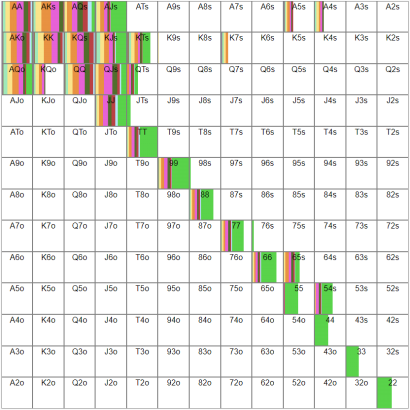 AA AKs AQs AJs ATs A9s A8s A7s A6s A5s A4s A3s A2s
AKo KK KQs KJs KTs K9s K8s K7s K6s K5s K4s K3s K2s
AQo KQo QQ QJs QTs Q9s Q8s Q7s Q6s Q5s Q4s Q3s Q2s
AJo KJo QJo JJ JTs J9s J8s J7s J6s J5s J4s J3s J2s
ATo KTo QTo JTo TT T9s T8s T7s T6s T5s T4s T3s T2s
A9o K9o Q9o J9o T9o 99 98s 97s 96s 95s 94s 93s 92s
A8o K8o Q8o J8o T8o 98o 88 87s 86s 85s 84s 83s 82s
A7o K7o Q7o J7o T7o 97o 87o 77 76s 75s 74s 73s 72s
A6o K6o Q6o J6o T6o 96o 86o 76o 66 65s 64s 63s 62s
A5o K5o Q5o J5o T5o 95o 85o 75o 65o 55 54s 53s 52s
A4o K4o Q4o J4o T4o 94o 84o 74o 64o 54o 44 43s 42s
A3o K3o Q3o J3o T3o 93o 83o 73o 63o 53o 43o 33 32s
A2o K2o Q2o J2o T2o 92o 82o 72o 62o 52o 42o 32o 22